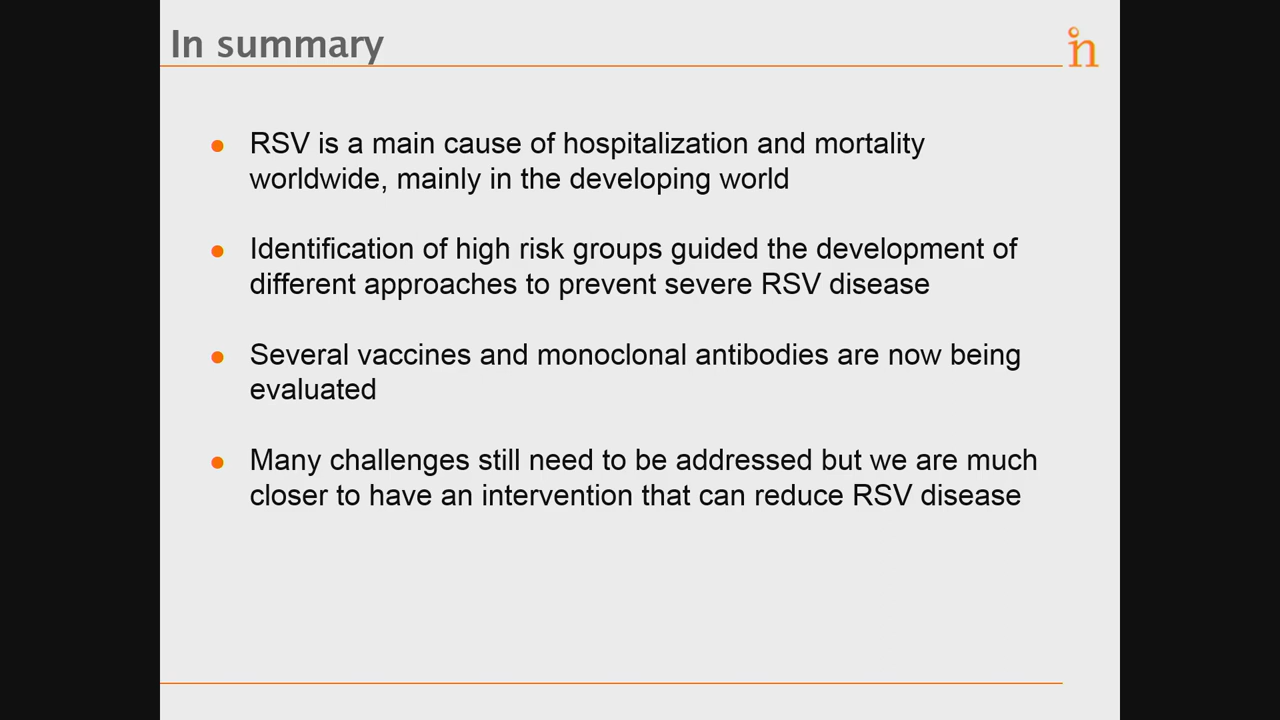 In summary
in
● RSV is a main cause of hospitalization and mortality
worldwide, mainly in the developing world
● Identification of high risk groups guided the development of
different approaches to prevent severe RSV disease
● Several vaccines and monoclonal antibodies are now being
evaluated
● Many challenges still need to be addressed but we are much
closer to have an intervention that can reduce RSV disease